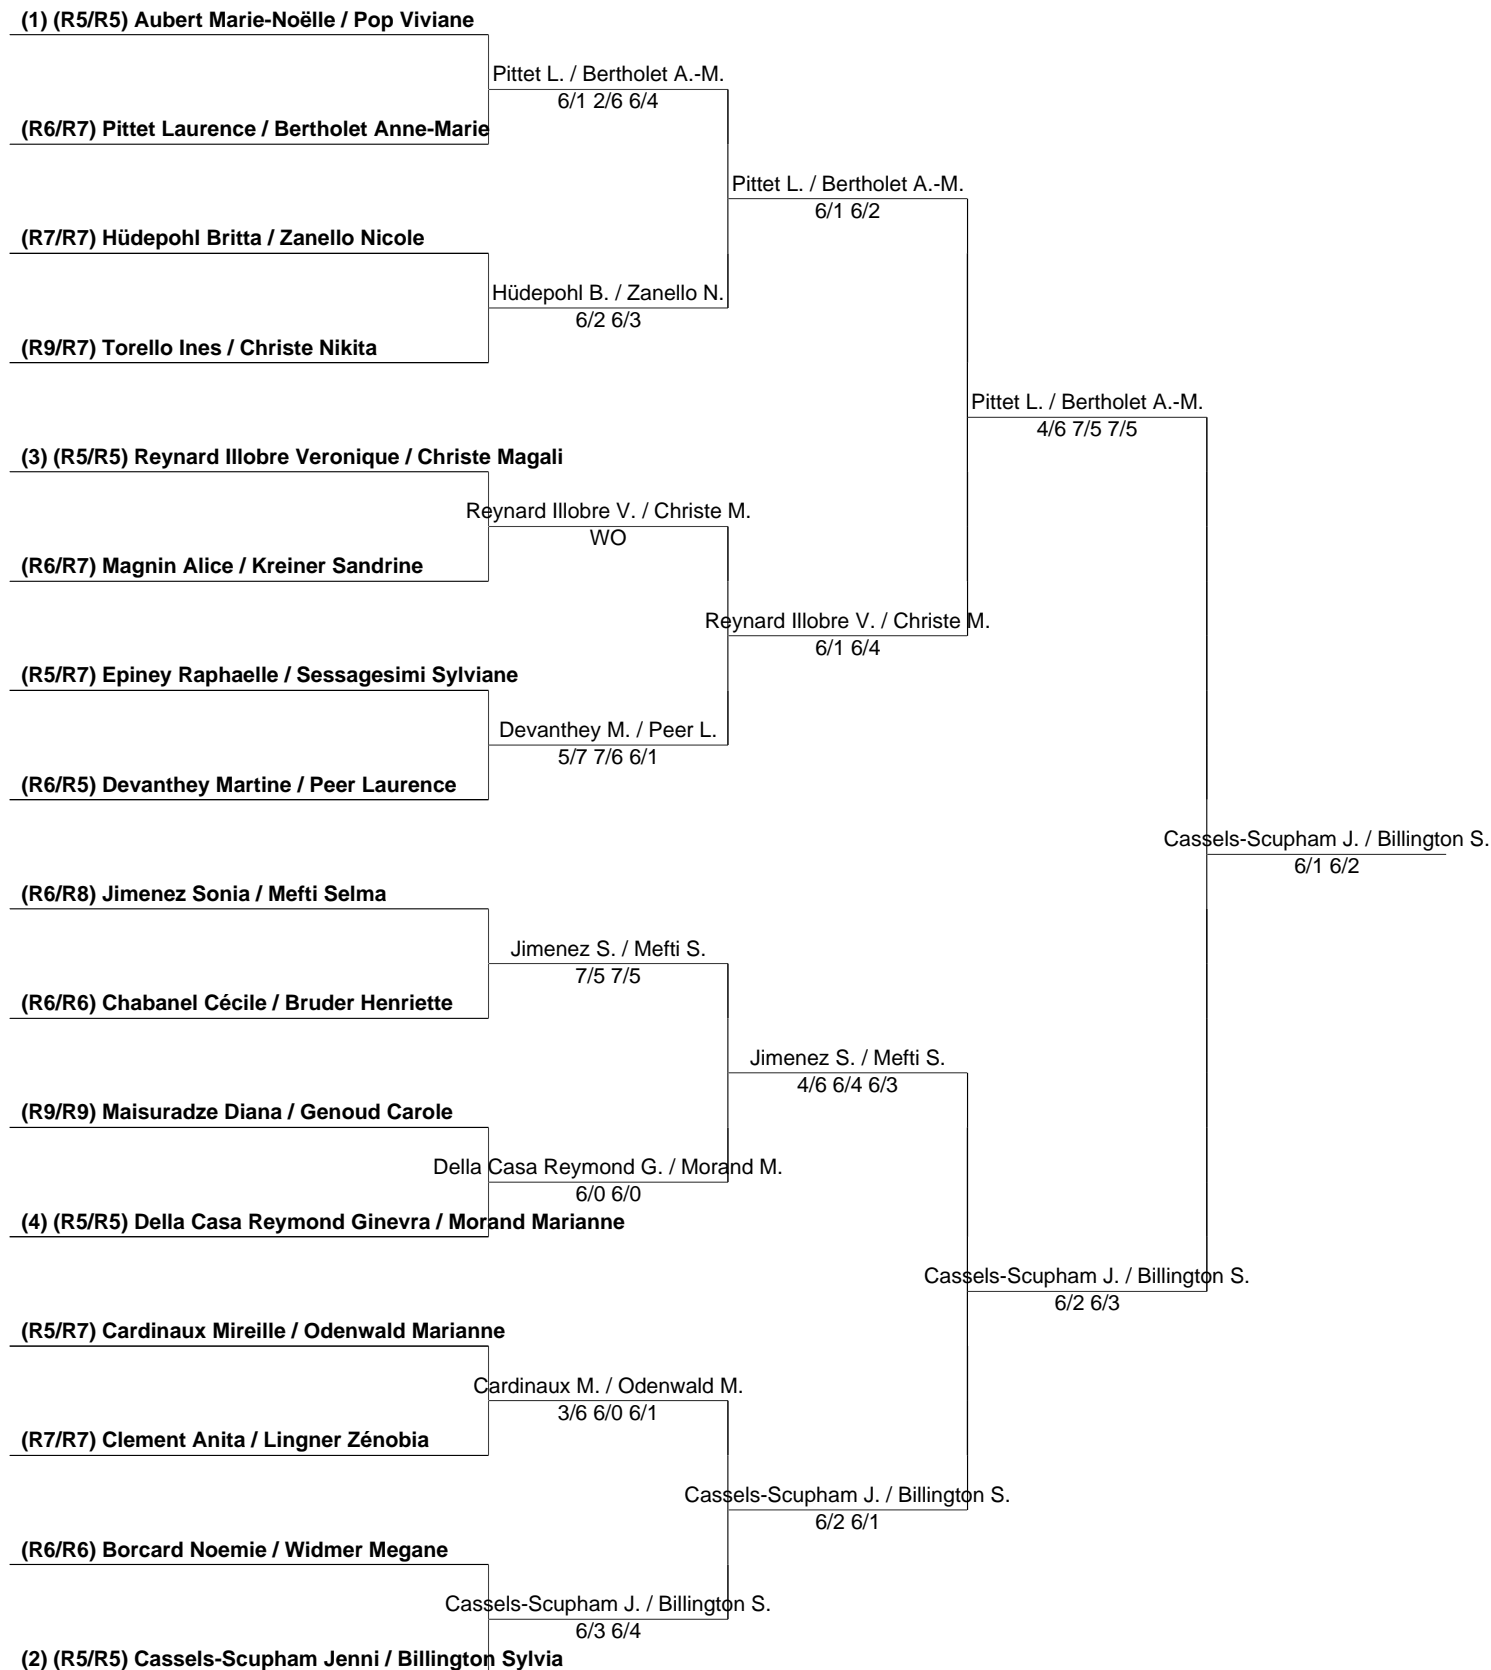 (1) (R5/R5) Aubert Marie-Noëlle / Pop Viviane
Pittet L. / Bertholet A.-M.
6/1 2/6 6/4
(R6/R7) Pittet Laurence / Bertholet Anne-Marie
Pittet L. / Bertholet A.-M.
6/1 6/2
(R7/R7) Hüdepohl Britta / Zanello Nicole
Hüdepohl B. / Zanello N.
6/2 6/3
(R9/R7) Torello Ines / Christe Nikita
Pittet L. / Bertholet A.-M.
4/6 7/5 7/5
(3) (R5/R5) Reynard Illobre Veronique / Christe Magali
Reynard Illobre V. / Christe M.
WO
(R6/R7) Magnin Alice / Kreiner Sandrine
Reynard Illobre V. / Christe M.
6/1 6/4
(R5/R7) Epiney Raphaelle / Sessagesimi Sylviane
Devanthey M. / Peer L.
5/7 7/6 6/1
(R6/R5) Devanthey Martine / Peer Laurence
Cassels-Scupham J. / Billington S.
6/1 6/2
(R6/R8) Jimenez Sonia / Mefti Selma
Jimenez S. / Mefti S.
7/5 7/5
(R6/R6) Chabanel Cécile / Bruder Henriette
Jimenez S. / Mefti S.
4/6 6/4 6/3
(R9/R9) Maisuradze Diana / Genoud Carole
Della Casa Reymond G. / Morand M.
6/0 6/0
(4) (R5/R5) Della Casa Reymond Ginevra / Morand Marianne
Cassels-Scupham J. / Billington S.
6/2 6/3
(R5/R7) Cardinaux Mireille / Odenwald Marianne
Cardinaux M. / Odenwald M.
3/6 6/0 6/1
(R7/R7) Clement Anita / Lingner Zénobia
Cassels-Scupham J. / Billington S.
6/2 6/1
(R6/R6) Borcard Noemie / Widmer Megane
Cassels-Scupham J. / Billington S.
6/3 6/4
(2) (R5/R5) Cassels-Scupham Jenni / Billington Sylvia